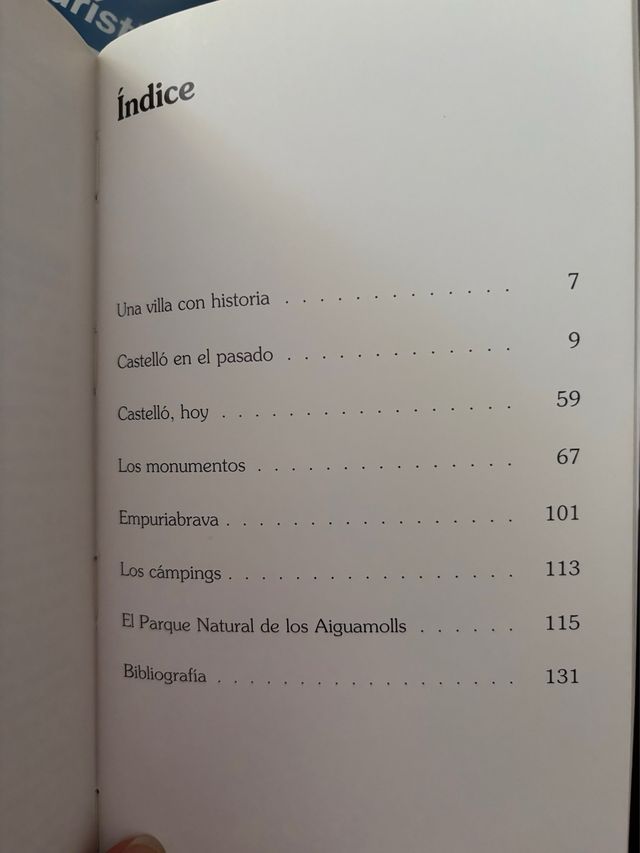 Índice
Una villa con historia . . . . . . . . . . . . . 7
Castelló en el pasado . . . . . . . . . . . . . 9
Castelló, hoy . . . . . . . . . . . . . . . . . 59
Los monumentos . . . . . . . . . . . . . . . 67
Empuriabrava . . . . . . . . . . . . . . . . . 101
Los cámpings . . . . . . . . . . . . . . . . . 113
El Parque Natural de los Aiguamolls . . . . . . 115
Bibliografía . . . . . . . . . . . . . . . . . . 131